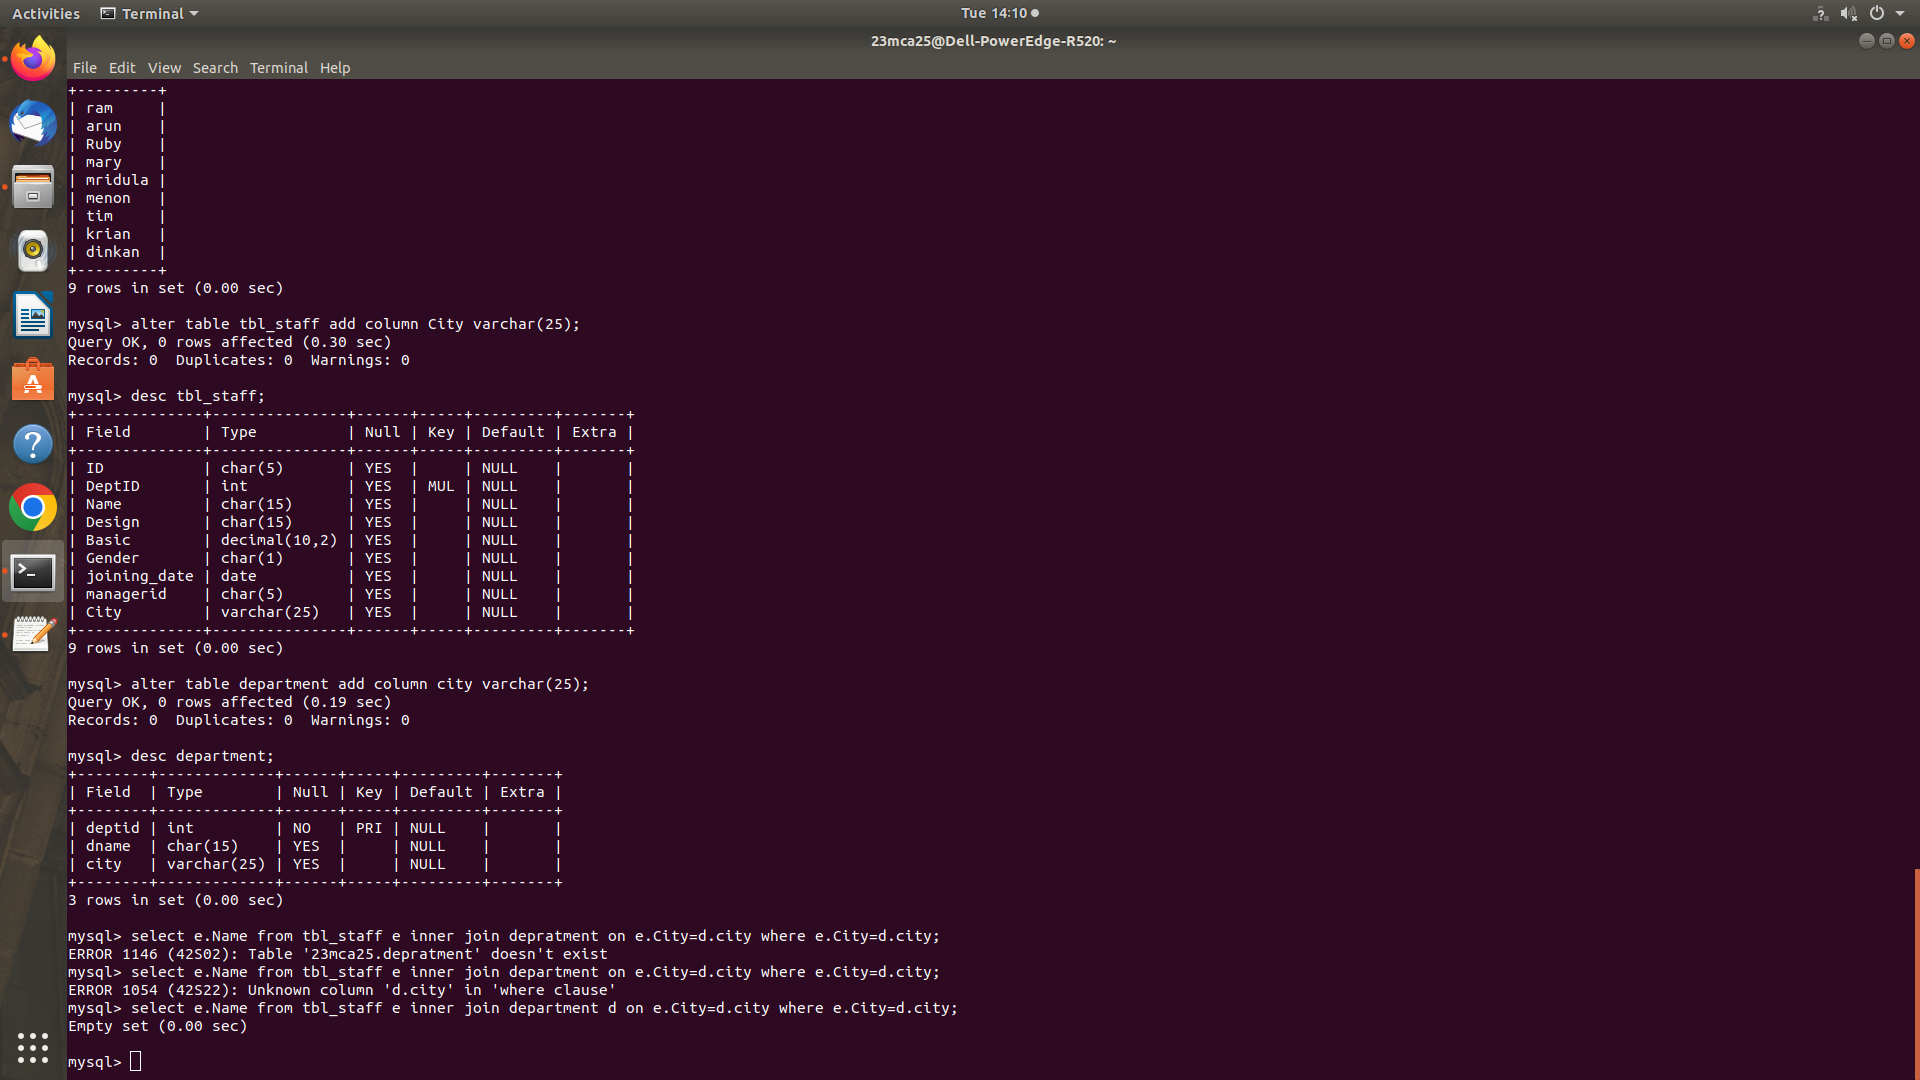 Activities Terminal Tue 14:10
23mca25@Dell-PowerEdge-R520: ~
File Edit View Search Terminal Help
+---------+
| ram     |
| arun    |
| Ruby    |
| mary    |
| mridula |
| menon   |
| tim     |
| krian   |
| dinkan  |
+---------+
9 rows in set (0.00 sec)
mysql> alter table tbl_staff add column City varchar(25);
Query OK, 0 rows affected (0.30 sec)
Records: 0  Duplicates: 0  Warnings: 0
mysql> desc tbl_staff;
+--------------+---------------+------+-----+---------+-------+
| Field        | Type          | Null | Key | Default | Extra |
+--------------+---------------+------+-----+---------+-------+
| ID           | char(5)       | YES  |     | NULL    |       |
| DeptID       | int           | YES  | MUL | NULL    |       |
| Name         | char(15)      | YES  |     | NULL    |       |
| Design       | char(15)      | YES  |     | NULL    |       |
| Basic        | decimal(10,2) | YES  |     | NULL    |       |
| Gender       | char(1)       | YES  |     | NULL    |       |
| joining_date | date          | YES  |     | NULL    |       |
| managerid    | char(5)       | YES  |     | NULL    |       |
| City         | varchar(25)   | YES  |     | NULL    |       |
+--------------+---------------+------+-----+---------+-------+
9 rows in set (0.00 sec)
mysql> alter table department add column city varchar(25);
Query OK, 0 rows affected (0.19 sec)
Records: 0  Duplicates: 0  Warnings: 0
mysql> desc department;
+--------+-------------+------+-----+---------+-------+
| Field  | Type        | Null | Key | Default | Extra |
+--------+-------------+------+-----+---------+-------+
| deptid | int         | NO   | PRI | NULL    |       |
| dname  | char(15)    | YES  |     | NULL    |       |
| city   | varchar(25) | YES  |     | NULL    |       |
+--------+-------------+------+-----+---------+-------+
3 rows in set (0.00 sec)
mysql> select e.Name from tbl_staff e inner join depratment on e.City=d.city where e.City=d.city;
ERROR 1146 (42S02): Table '23mca25.depratment' doesn't exist
mysql> select e.Name from tbl_staff e inner join department on e.City=d.city where e.City=d.city;
ERROR 1054 (42S22): Unknown column 'd.city' in 'where clause'
mysql> select e.Name from tbl_staff e inner join department d on e.City=d.city where e.City=d.city;
Empty set (0.00 sec)
mysql>